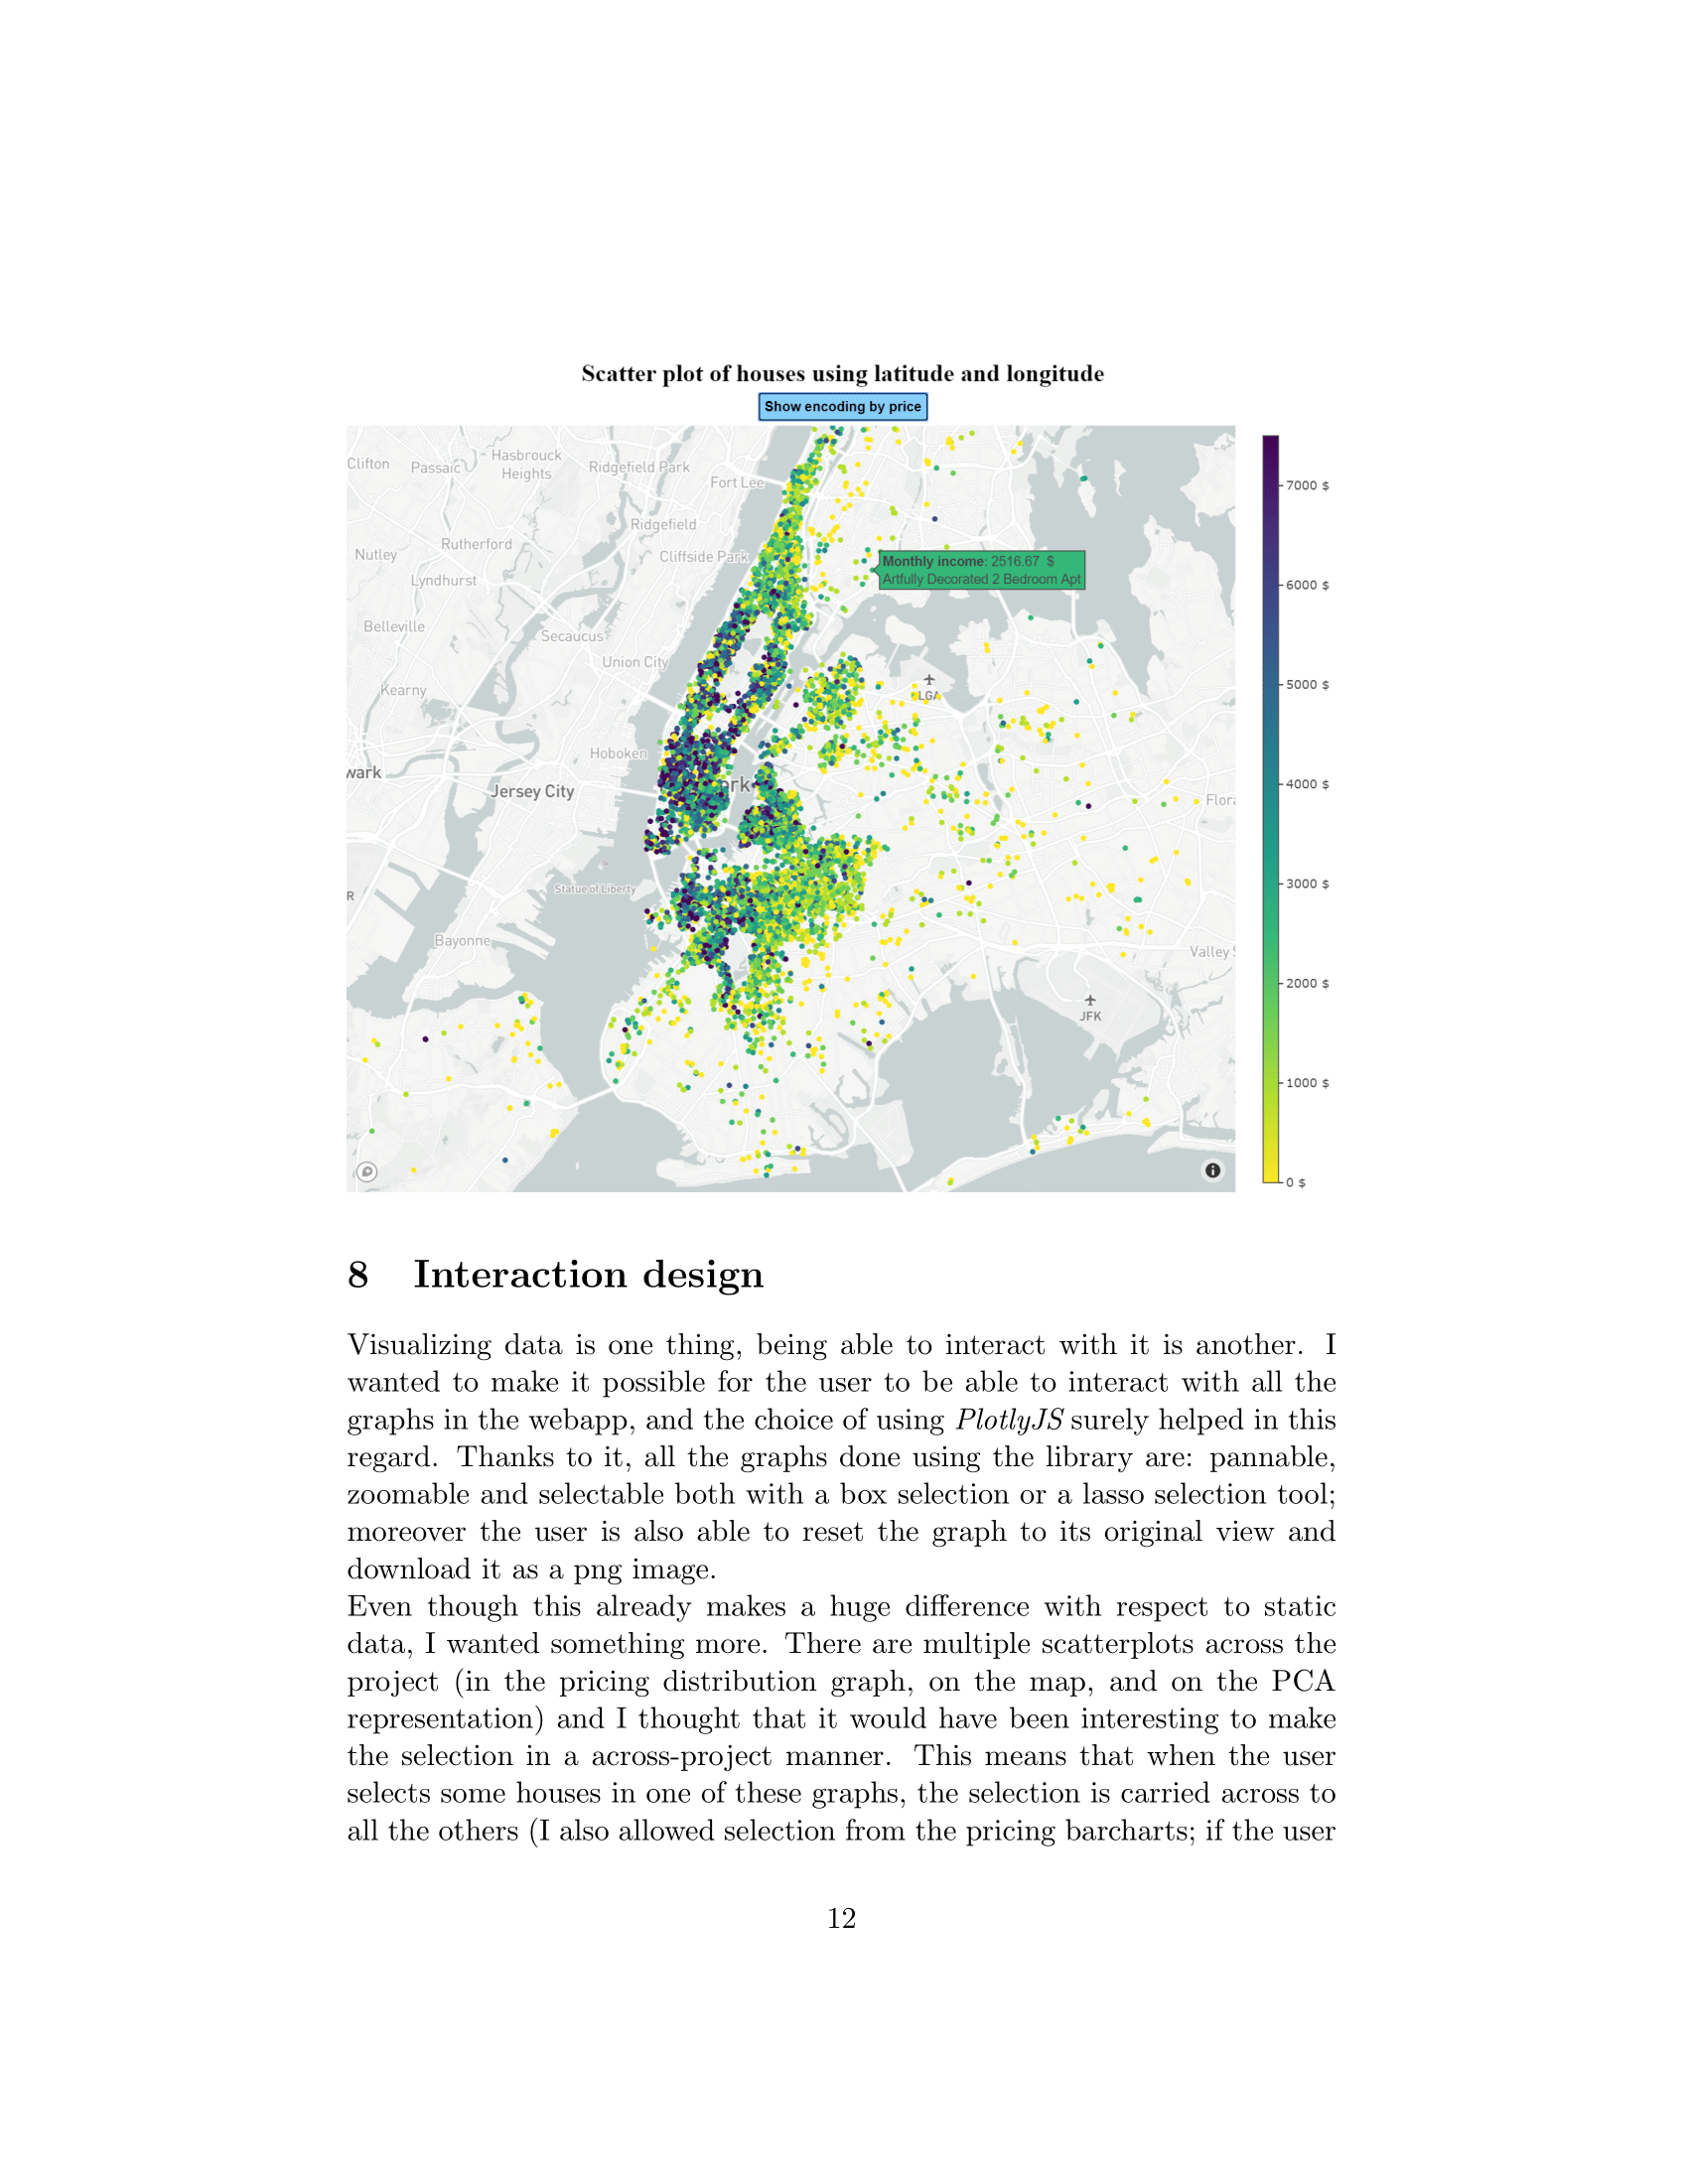 Scatter plot of houses using latitude and longitude
Show encoding by price
Clifton
Passaic
Hasbrouck
Heights
Ridgefield Park
Fort Lee
Ridgefield
Nutley
Rutherford
Cliffside Park
Lyndhurst
Monthly income: 2516.67 $
Artfully Decorated 2 Bedroom Apt
Belleville
Secaucus
Union City
Kearny
LGA
Hoboken
wark
Jersey City
rk
Flora
Statue of Liberty
R
Bayonne
Valley S
JFK
7000 $
6000 $
5000 $
4000 $
3000 $
2000 $
1000 $
0 $
8 Interaction design
Visualizing data is one thing, being able to interact with it is another. I
wanted to make it possible for the user to be able to interact with all the
graphs in the webapp, and the choice of using PlotlyJS surely helped in this
regard. Thanks to it, all the graphs done using the library are: pannable,
zoomable and selectable both with a box selection or a lasso selection tool;
moreover the user is also able to reset the graph to its original view and
download it as a png image.
Even though this already makes a huge difference with respect to static
data, I wanted something more. There are multiple scatterplots across the
project (in the pricing distribution graph, on the map, and on the PCA
representation) and I thought that it would have been interesting to make
the selection in a across-project manner. This means that when the user
selects some houses in one of these graphs, the selection is carried across to
all the others (I also allowed selection from the pricing barcharts; if the user
12